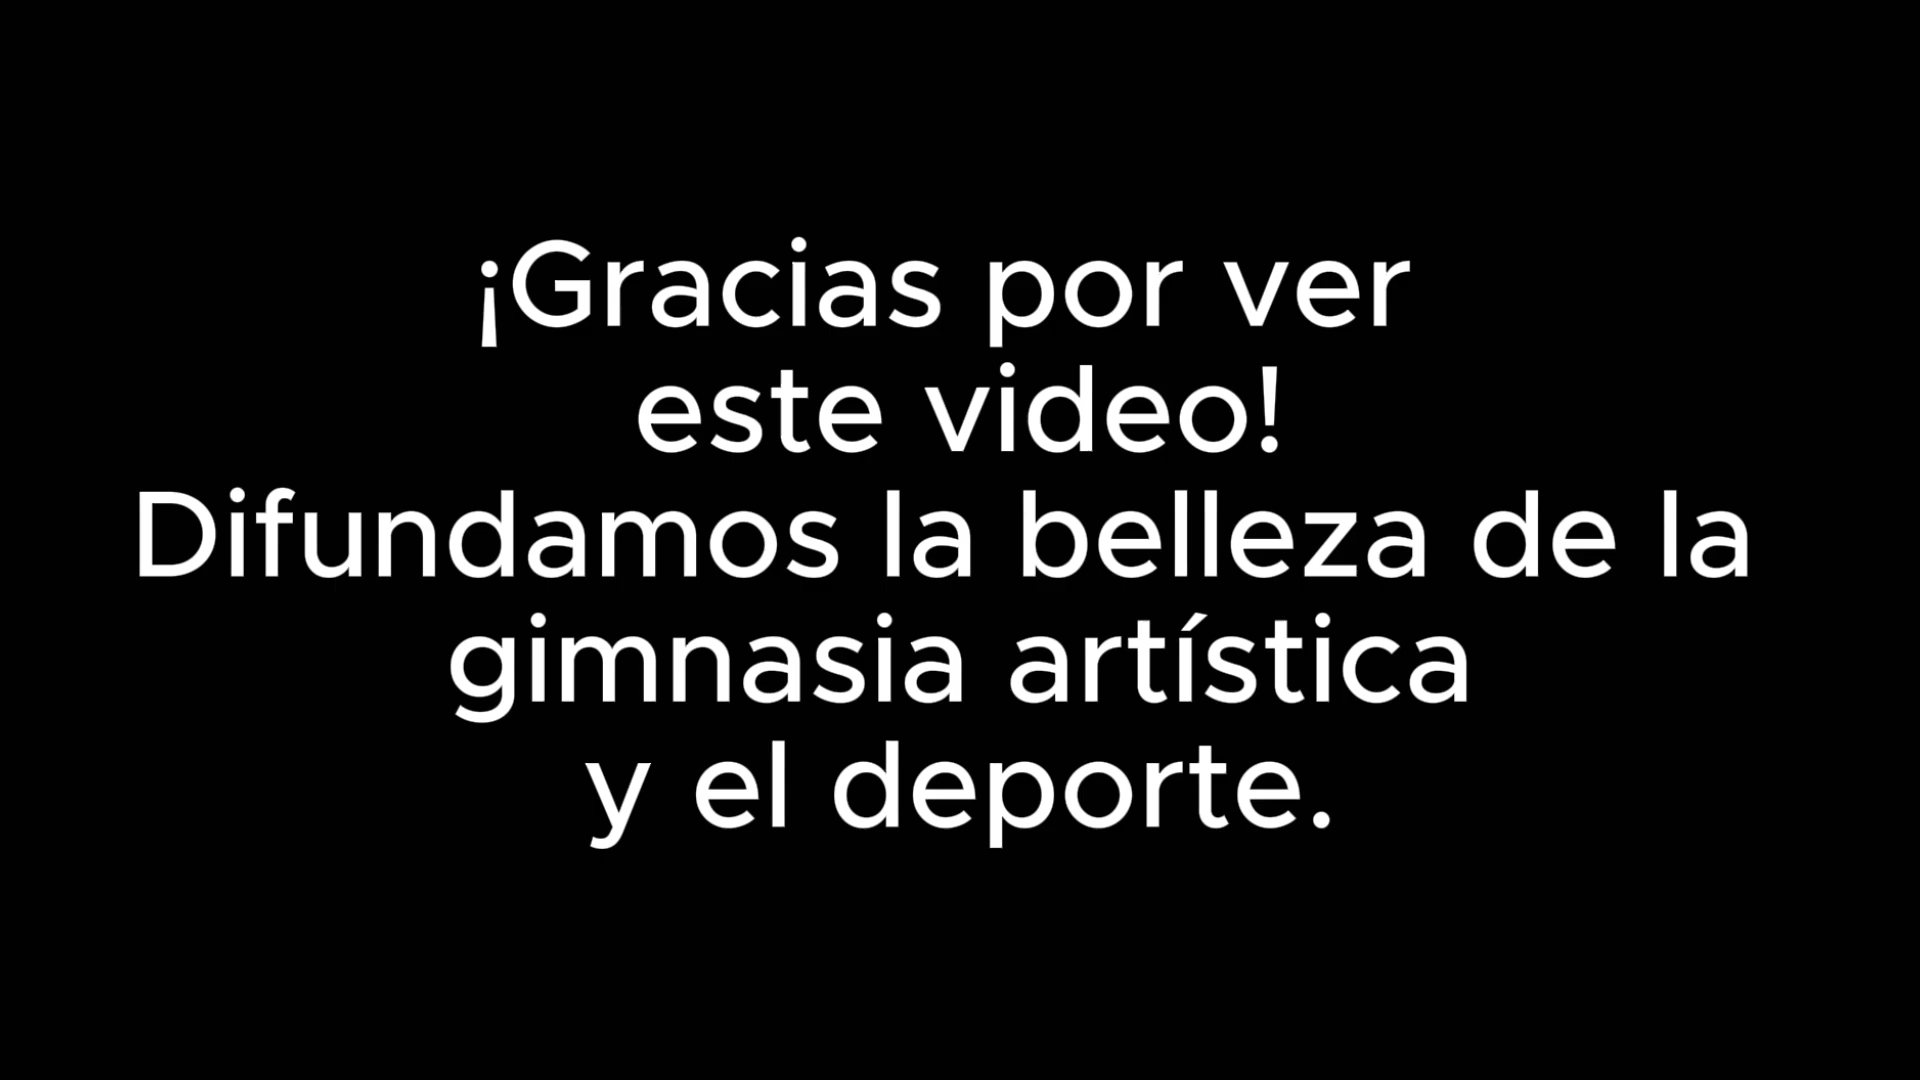 ¡Gracias por ver
este video!
Difundamos la belleza de la
gimnasia artística
y el deporte.